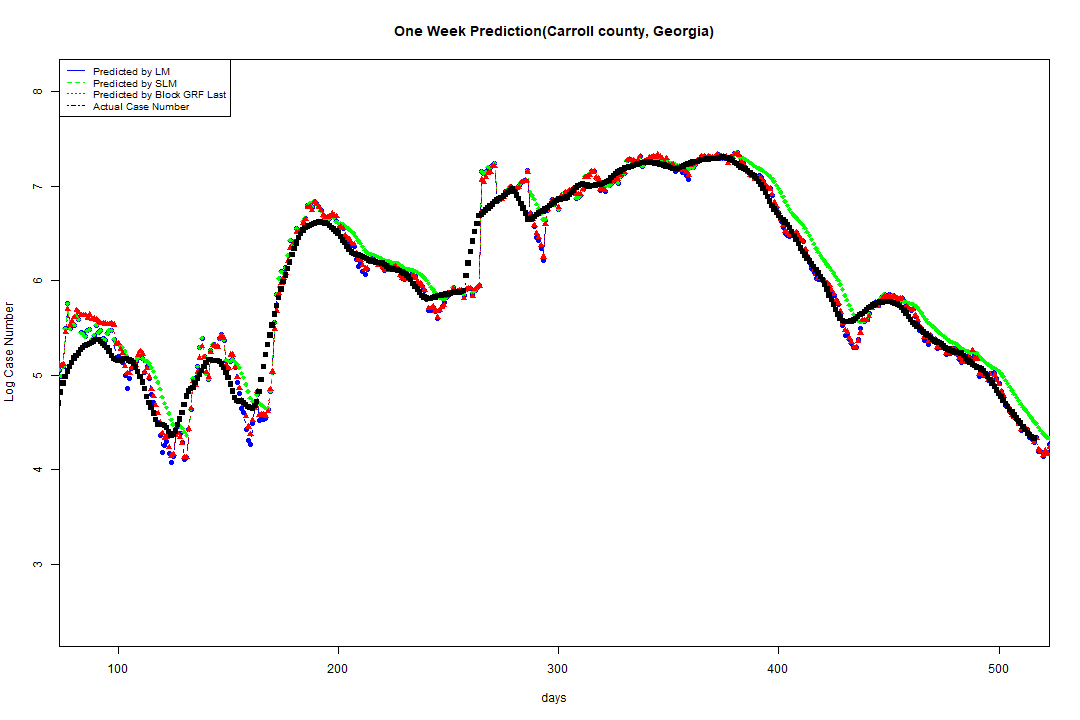 One Week Prediction(Carroll county, Georgia)
Predicted by LM
Predicted by SLM
Predicted by Block GRF Last
Actual Case Number
8
7
6
5
4
3
Log Case Number
100 200 300 400 500
days